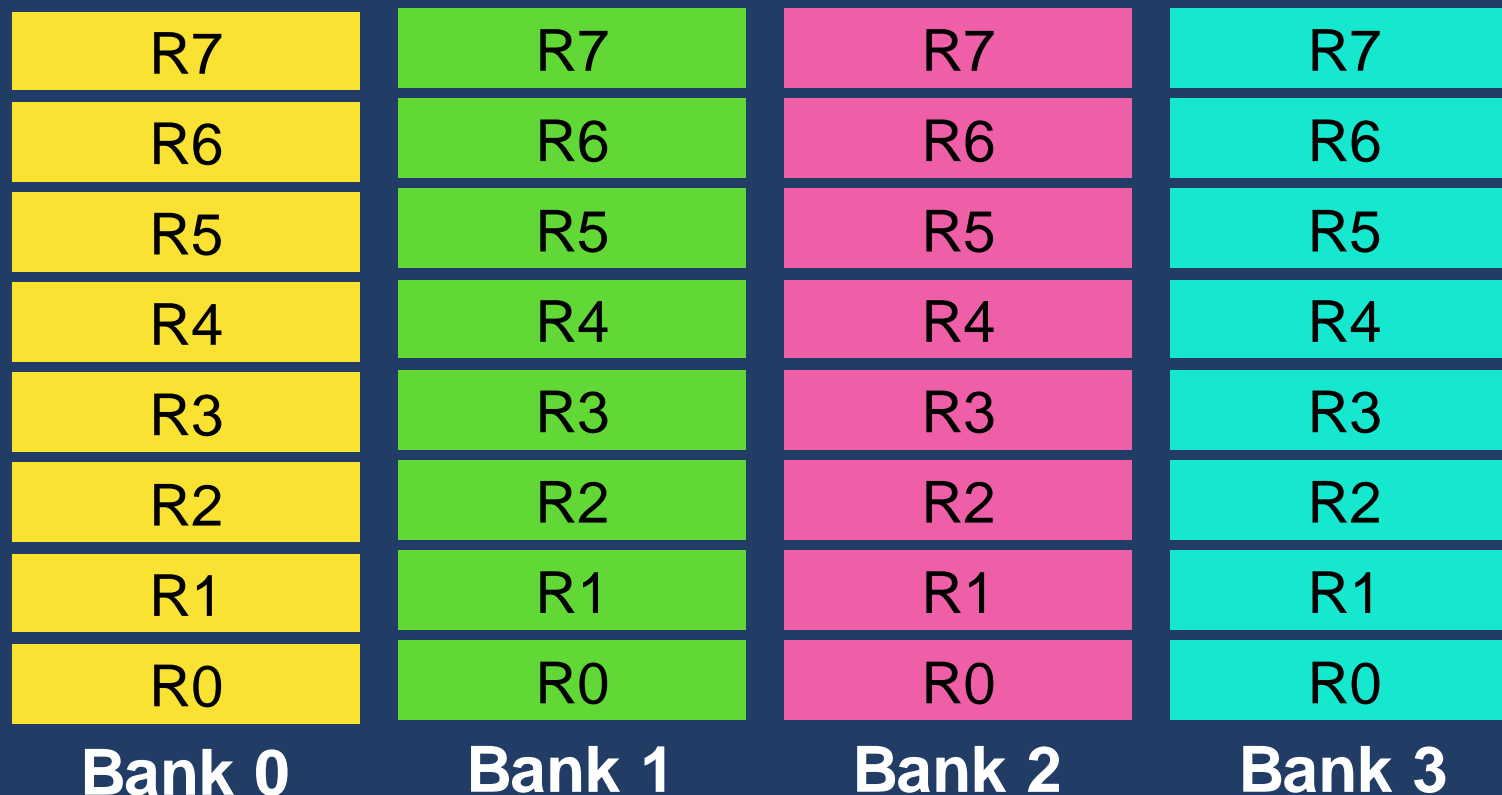 R7 R7 R7 R7
R6 R6 R6 R6
R5 R5 R5 R5
R4 R4 R4 R4
R3 R3 R3 R3
R2 R2 R2 R2
R1 R1 R1 R1
R0 R0 R0 R0
Bank 0 Bank 1 Bank 2 Bank 3